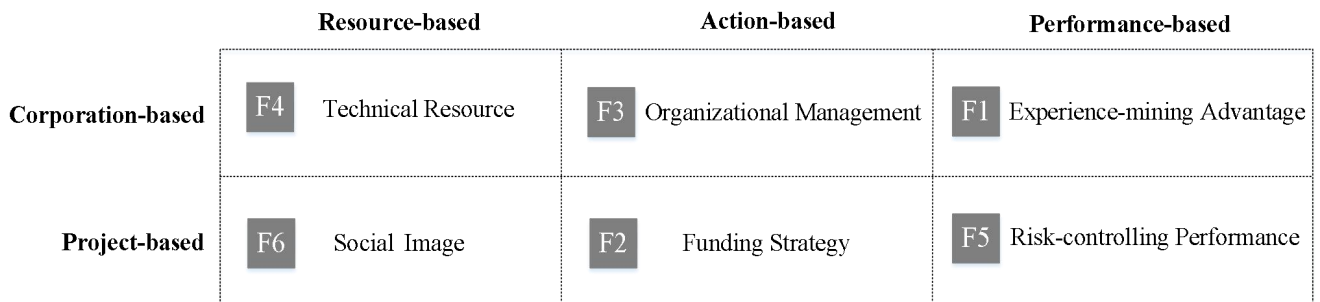 Resource-based Action-based Performance-based
Corporation-based F4 Technical Resource F3 Organizational Management F1 Experience-mining Advantage
Project-based F6 Social Image F2 Funding Strategy F5 Risk-controlling Performance